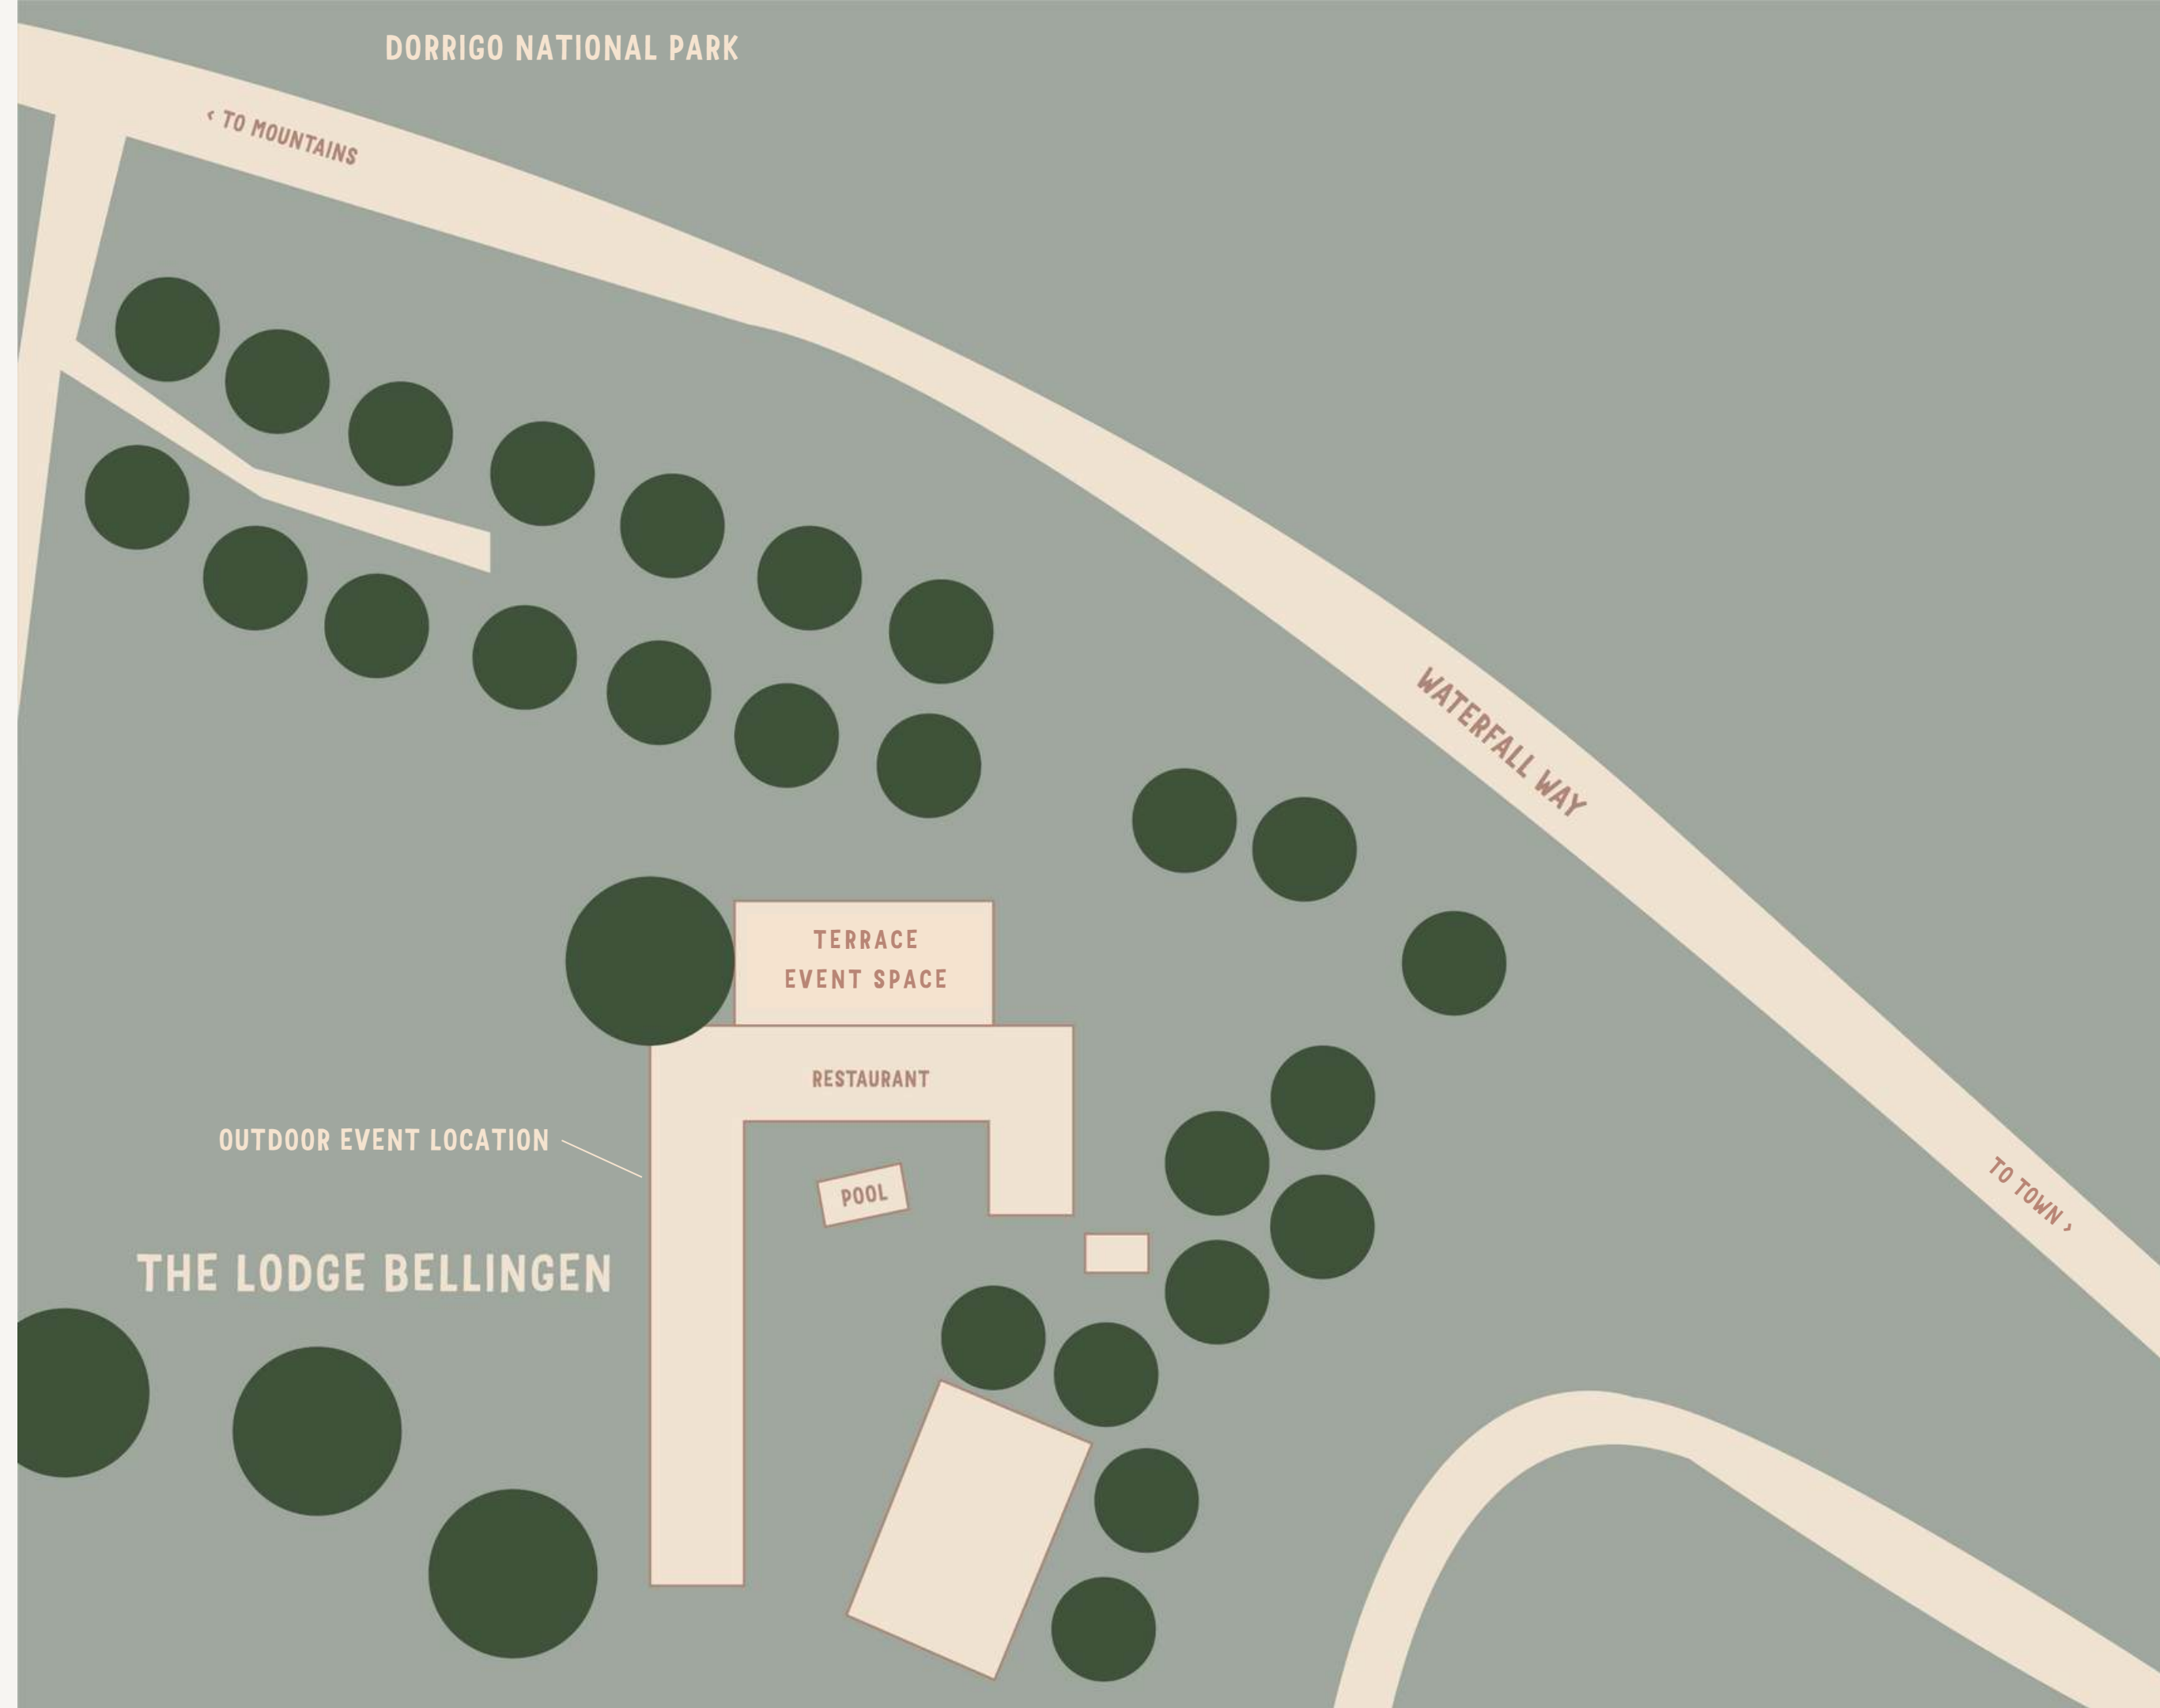 DORRIGO NATIONAL PARK
‹ TO MOUNTAINS
WATERFALL WAY
TERRACE
EVENT SPACE
RESTAURANT
OUTDOOR EVENT LOCATION
POOL
TO TOWN ›
THE LODGE BELLINGEN